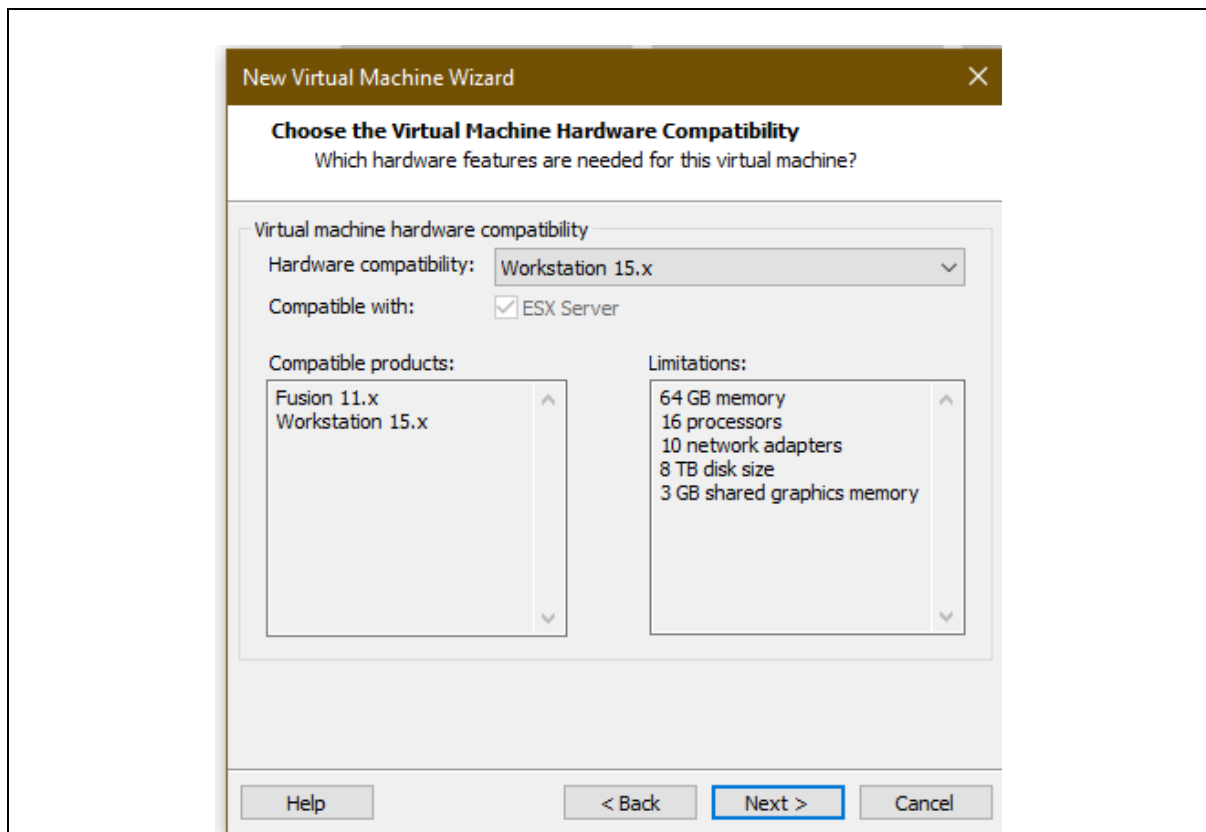 New Virtual Machine Wizard
Choose the Virtual Machine Hardware Compatibility
Which hardware features are needed for this virtual machine?
Virtual machine hardware compatibility
Hardware compatibility: Workstation 15.x
Compatible with: ESX Server
Compatible products:
Fusion 11.x
Workstation 15.x
Limitations:
64 GB memory
16 processors
10 network adapters
8 TB disk size
3 GB shared graphics memory
Help < Back Next > Cancel